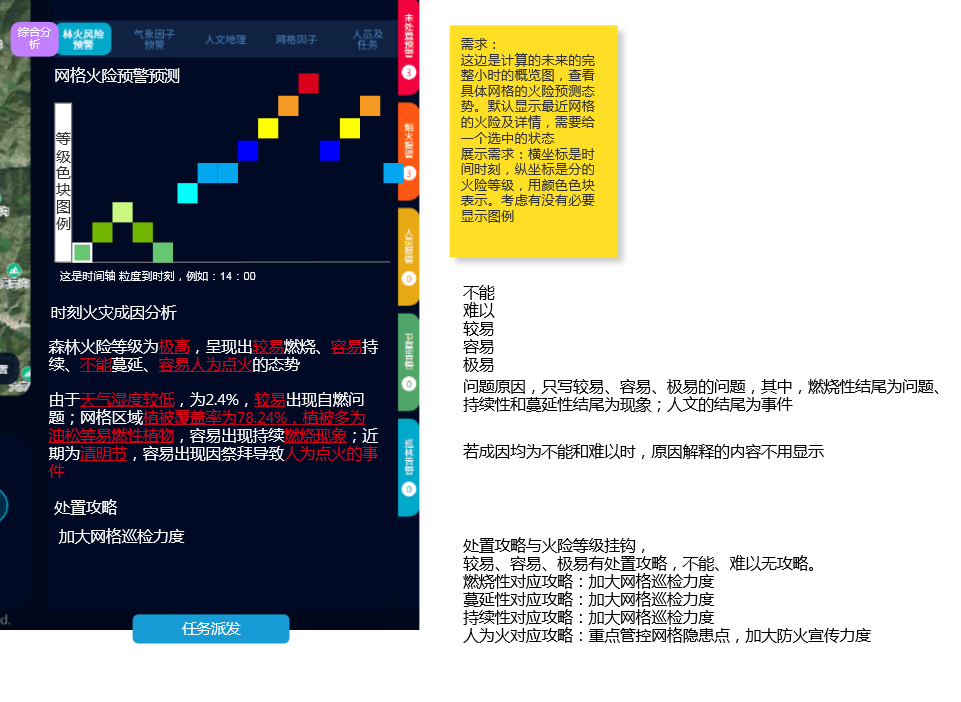 综合分
析
林火风险
预警
气象因子
预警
人文地理
网格因子
人员及
任务
网格火险预警预测
等
级
色
块
图
例
这是时间轴 粒度到时刻，例如：14：00
时刻火灾成因分析
森林火险等级为极高，呈现出较易燃烧、容易持
续、不能蔓延、容易人为点火的态势
由于天气湿度较低，为2.4%，较易出现自燃问
题；网格区域植被覆盖率为78.24%，植被多为
油松等易燃性植物，容易出现持续燃烧现象；近
期为清明节，容易出现因祭拜导致人为点火的事
件
处置攻略
加大网格巡检力度
任务派发
3
3
0
0
0
需求：
这边是计算的未来的完
整小时的概览图，查看
具体网格的火险预测态
势。默认显示最近网格
的火险及详情，需要给
一个选中的状态
展示需求：横坐标是时
间时刻，纵坐标是分的
火险等级，用颜色色块
表示。考虑有没有必要
显示图例
不能
难以
较易
容易
极易
问题原因，只写较易、容易、极易的问题，其中，燃烧性结尾为问题、
持续性和蔓延性结尾为现象；人文的结尾为事件
若成因均为不能和难以时，原因解释的内容不用显示
处置攻略与火险等级挂钩，
较易、容易、极易有处置攻略，不能、难以无攻略。
燃烧性对应攻略：加大网格巡检力度
蔓延性对应攻略：加大网格巡检力度
持续性对应攻略：加大网格巡检力度
人为火对应攻略：重点管控网格隐患点，加大防火宣传力度